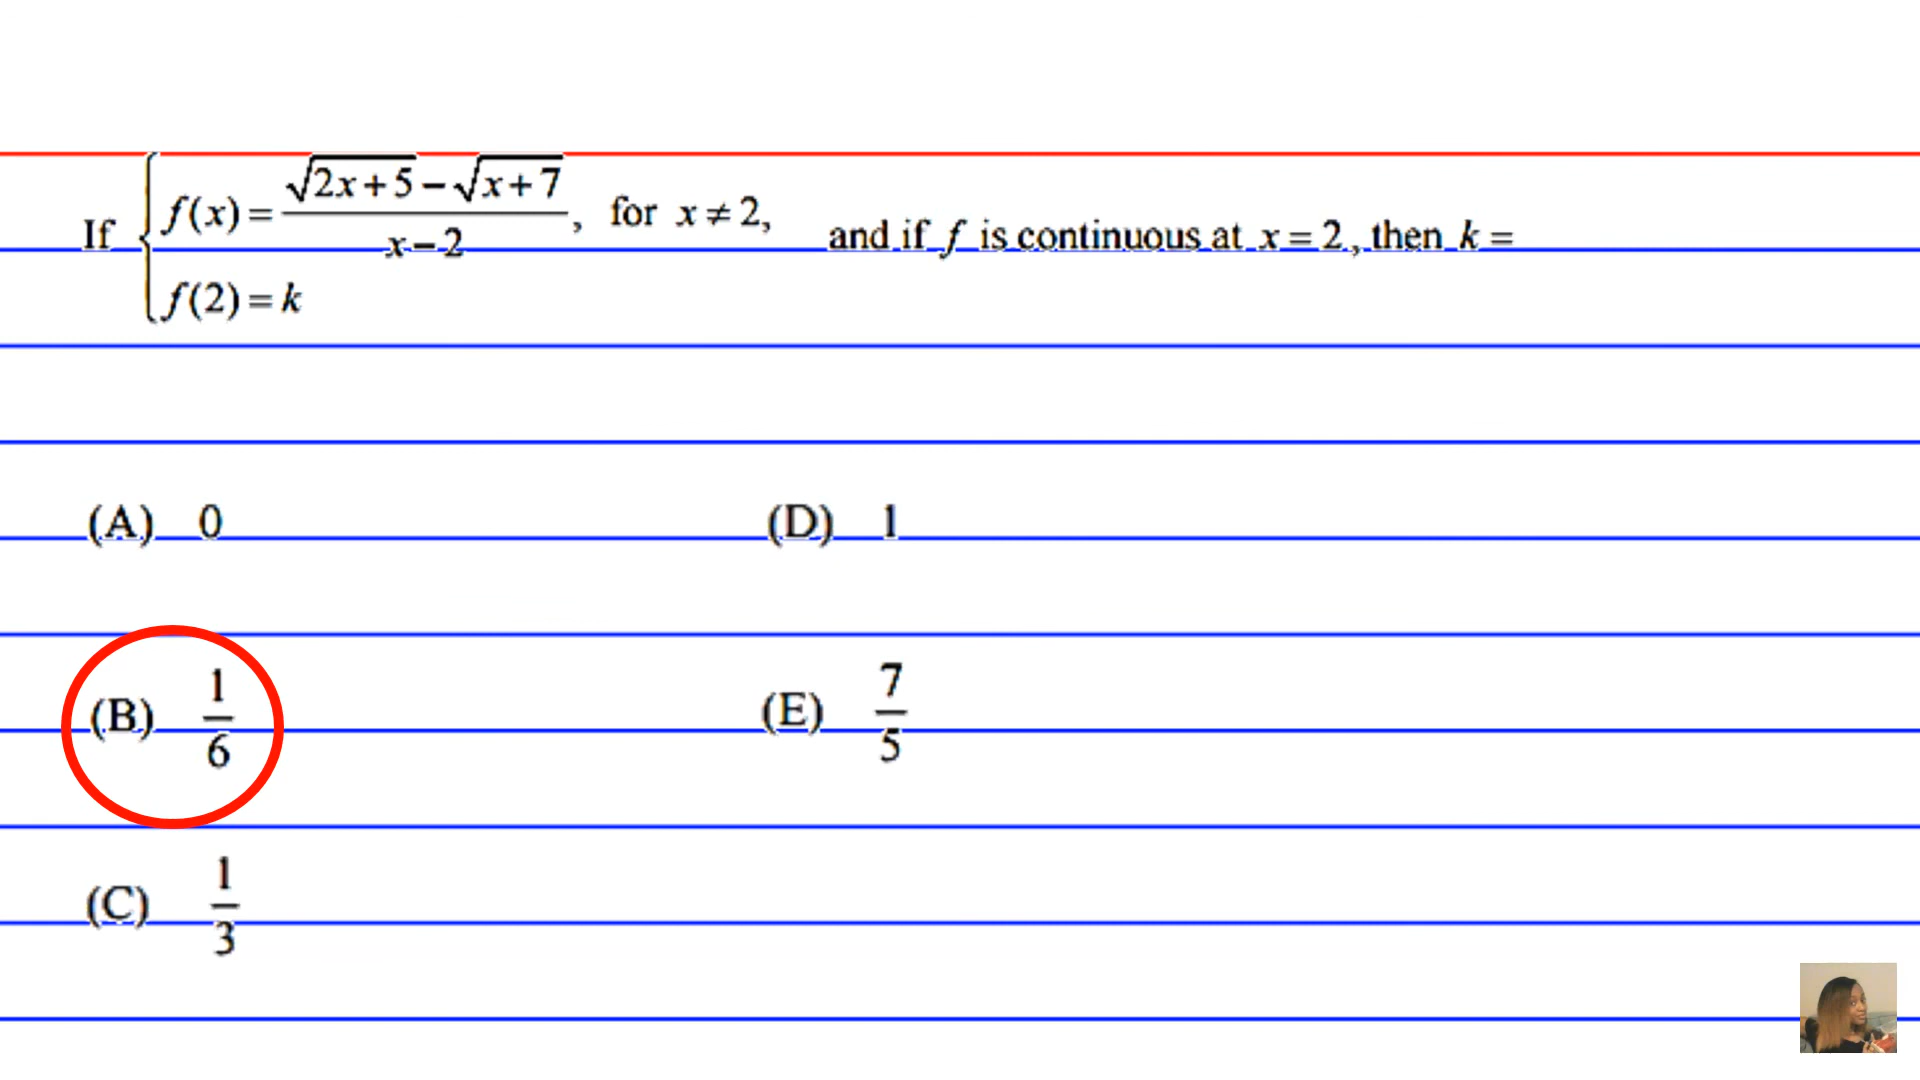 If { f(x) = (√(2x+5) − √(x+7)) / (x−2), for x ≠ 2, and if f is continuous at x = 2, then k =
f(2) = k
(A) 0
(D) 1
(B) 1/6
(E) 7/5
(C) 1/3